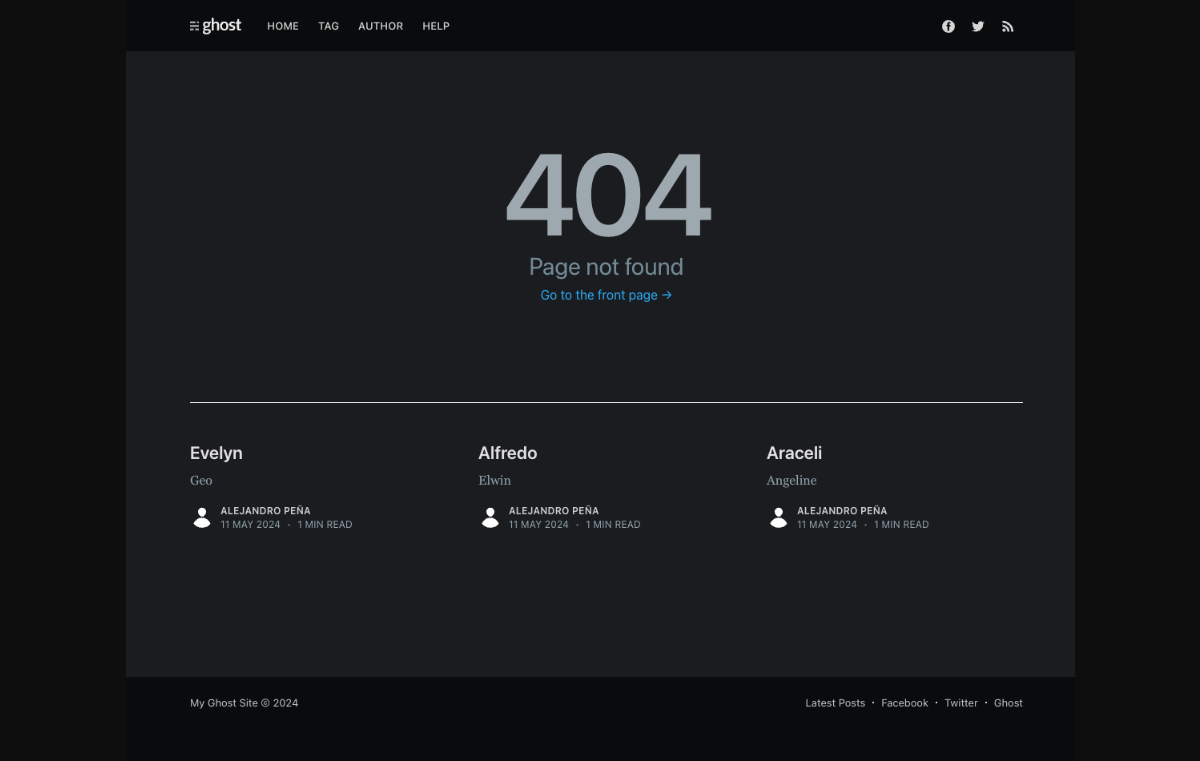 ghost HOME TAG AUTHOR HELP
404
Page not found
Go to the front page →
Evelyn
Geo
ALEJANDRO PEÑA
11 MAY 2024 • 1 MIN READ
Alfredo
Elwin
ALEJANDRO PEÑA
11 MAY 2024 • 1 MIN READ
Araceli
Angeline
ALEJANDRO PEÑA
11 MAY 2024 • 1 MIN READ
My Ghost Site © 2024
Latest Posts • Facebook • Twitter • Ghost